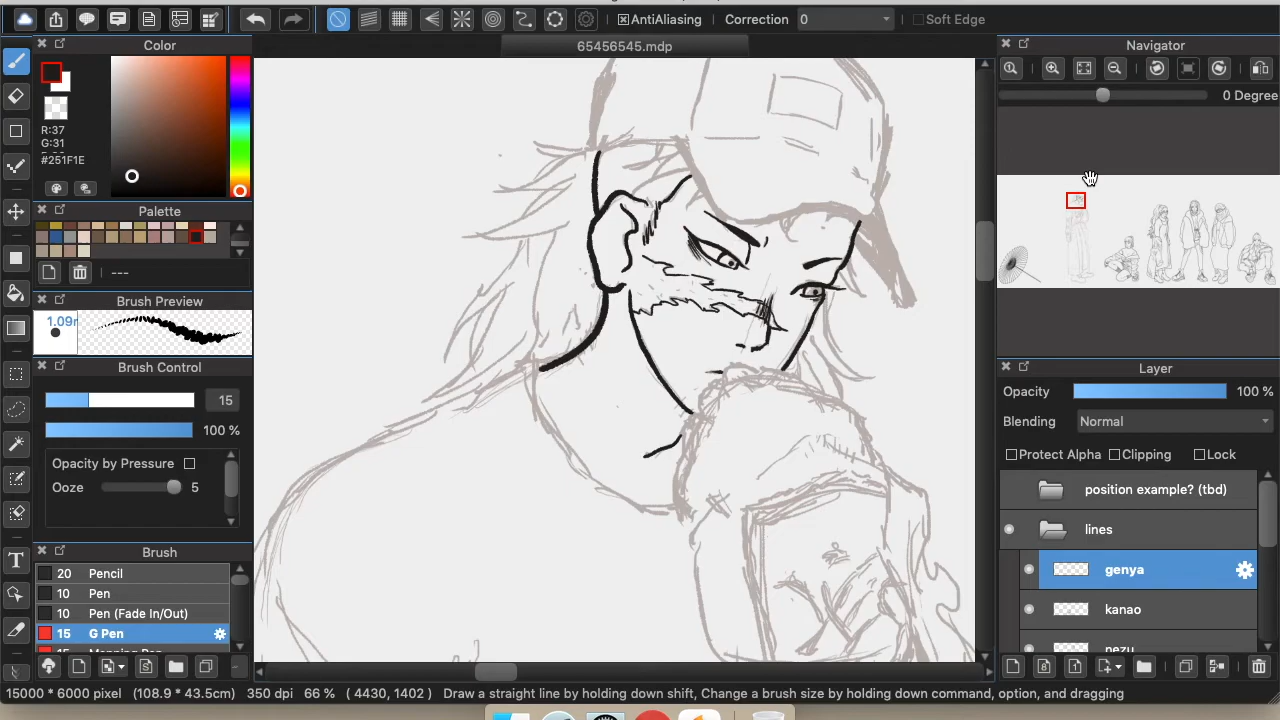 AntiAliasing
Correction
0
Soft Edge
65456545.mdp
Color
Navigator
R:37
G:31
B:30
#251F1E
0 Degree
Palette
---
Brush Preview
Brush Control
15
100 %
Opacity by Pressure
Ooze
5
Brush
20 Pencil
10 Pen
10 Pen (Fade In/Out)
15 G Pen
Layer
Opacity
100 %
Blending
Normal
Protect Alpha
Clipping
Lock
position example? (tbd)
lines
genya
kanao
nezu
15000 * 6000 pixel (108.9 * 43.5cm) 350 dpi 66 % ( 4430, 1402 ) Draw a straight line by holding down shift, Change a brush size by holding down command, option, and dragging